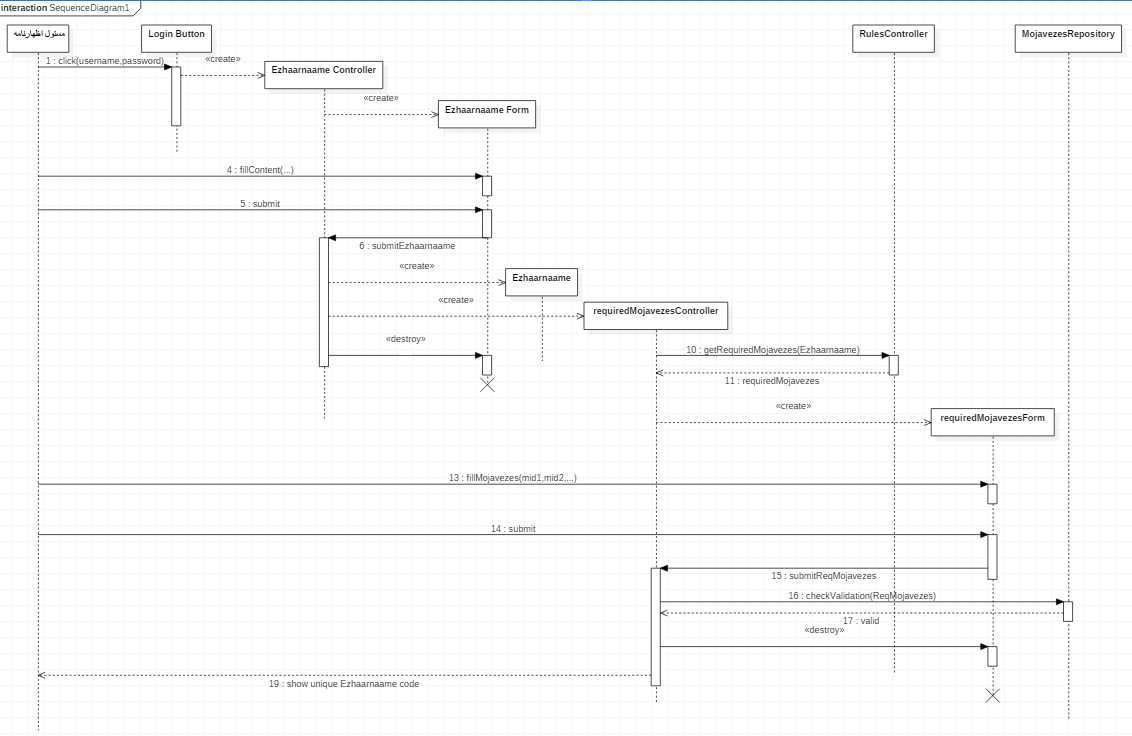 interaction SequenceDiagram1
مسئول اظهارنامه
Login Button
RulesController
MojavezesRepository
1 : click(username,password)
«create»
Ezhaarnaame Controller
«create»
Ezhaarnaame Form
4 : fillContent(...)
5 : submit
6 : submitEzhaarnaame
«create»
Ezhaarnaame
«create»
requiredMojavezesController
«destroy»
10 : getRequiredMojavezes(Ezhaarnaame)
11 : requiredMojavezes
«create»
requiredMojavezesForm
13 : fillMojavezes(mid1,mid2,...)
14 : submit
15 : submitReqMojavezes
16 : checkValidation(ReqMojavezes)
17 : valid
«destroy»
19 : show unique Ezhaarnaame code